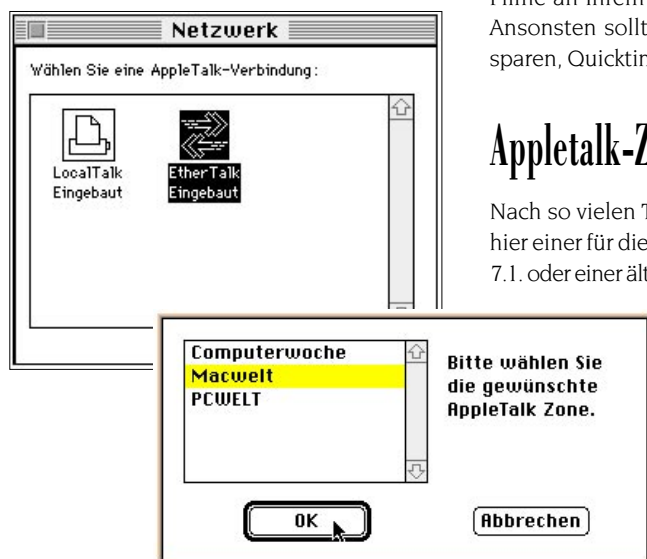 Ansonsten sollt
sparen, Quicktin
Netzwerk
Wählen Sie eine AppleTalk-Verbindung:
LocalTalk
Eingebaut
EtherTalk
Eingebaut
Appletalk-Z
Nach so vielen T
hier einer für die
7.1. oder einer ält
Computerwoche
Macwelt
PCWELT
Bitte wählen Sie
die gewünschte
AppleTalk Zone.
OK
Abbrechen